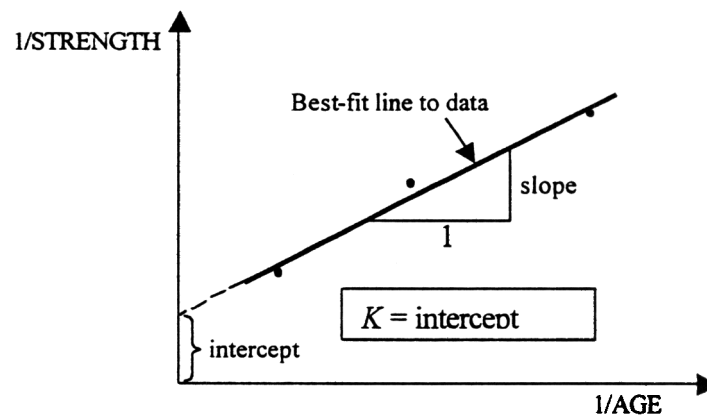 1/STRENGTH
Best-fit line to data
slope
1
K = intercept
intercept
1/AGE